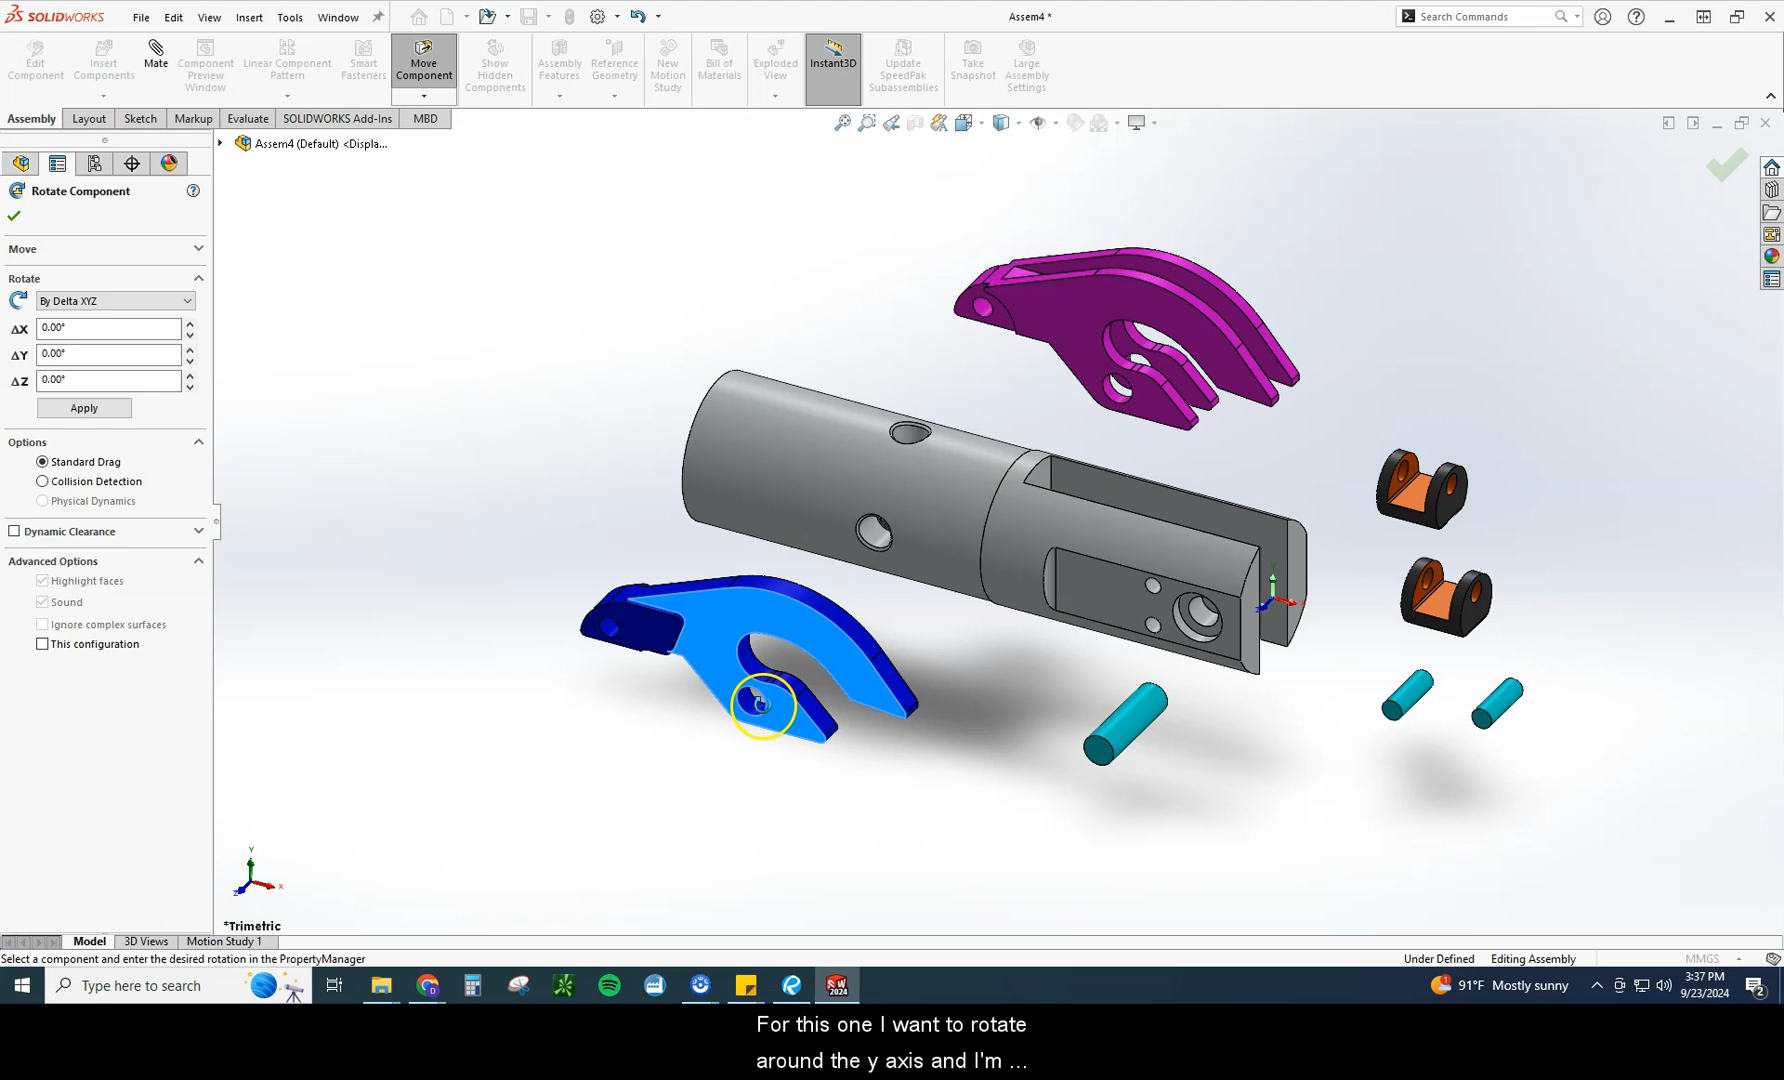 SOLIDWORKS
File Edit View Insert Tools Window
Assem4 *
Search Commands
Edit Component
Insert Components
Mate
Component Preview Window
Linear Component Pattern
Smart Fasteners
Move Component
Show Hidden Components
Assembly Features
Reference Geometry
New Motion Study
Bill of Materials
Exploded View
Instant3D
Update SpeedPak Subassemblies
Take Snapshot
Large Assembly Settings
Assembly Layout Sketch Markup Evaluate SOLIDWORKS Add-Ins MBD
Assem4 (Default) <Displa...
Rotate Component
Move
Rotate
By Delta XYZ
ΔX 0.00°
ΔY 0.00°
ΔZ 0.00°
Apply
Options
Standard Drag
Collision Detection
Physical Dynamics
Dynamic Clearance
Advanced Options
Highlight faces
Sound
Ignore complex surfaces
This configuration
Y
X
Z
*Trimetric
Model 3D Views Motion Study 1
Select a component and enter the desired rotation in the PropertyManager
Under Defined Editing Assembly MMGS
Type here to search
SW 2024
91°F Mostly sunny
3:37 PM
9/23/2024
2
For this one I want to rotate
around the y axis and I'm ...